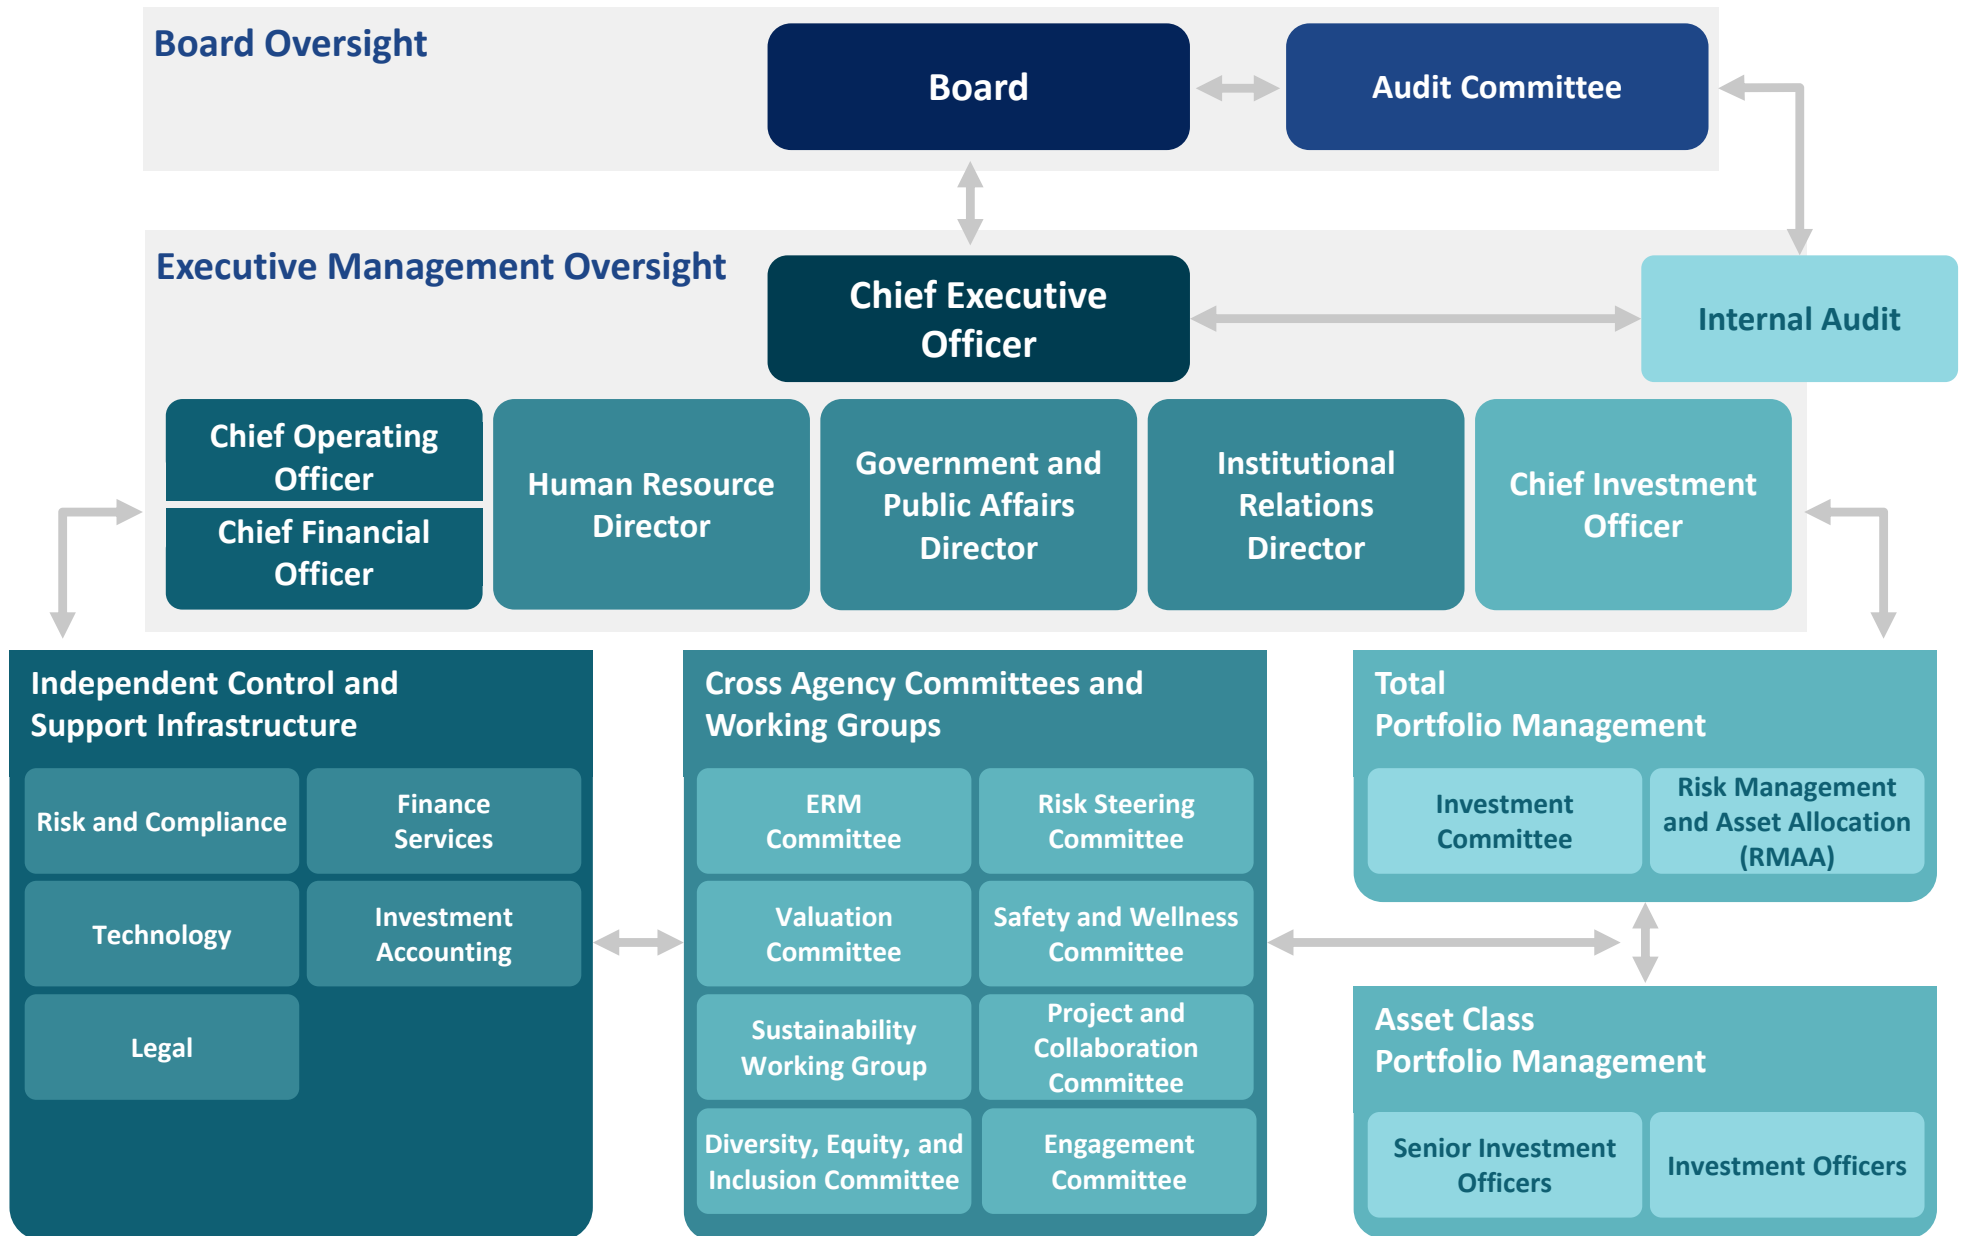 Board Oversight
Board
Audit Committee
Executive Management Oversight
Chief Executive
Officer
Internal Audit
Chief Operating
Officer
Chief Financial
Officer
Human Resource
Director
Government and
Public Affairs
Director
Institutional
Relations
Director
Chief Investment
Officer
Independent Control and
Support Infrastructure
Risk and Compliance
Finance
Services
Technology
Investment
Accounting
Legal
Cross Agency Committees and
Working Groups
ERM
Committee
Risk Steering
Committee
Valuation
Committee
Safety and Wellness
Committee
Sustainability
Working Group
Project and
Collaboration
Committee
Diversity, Equity, and
Inclusion Committee
Engagement
Committee
Total
Portfolio Management
Investment
Committee
Risk Management
and Asset Allocation
(RMAA)
Asset Class
Portfolio Management
Senior Investment
Officers
Investment Officers